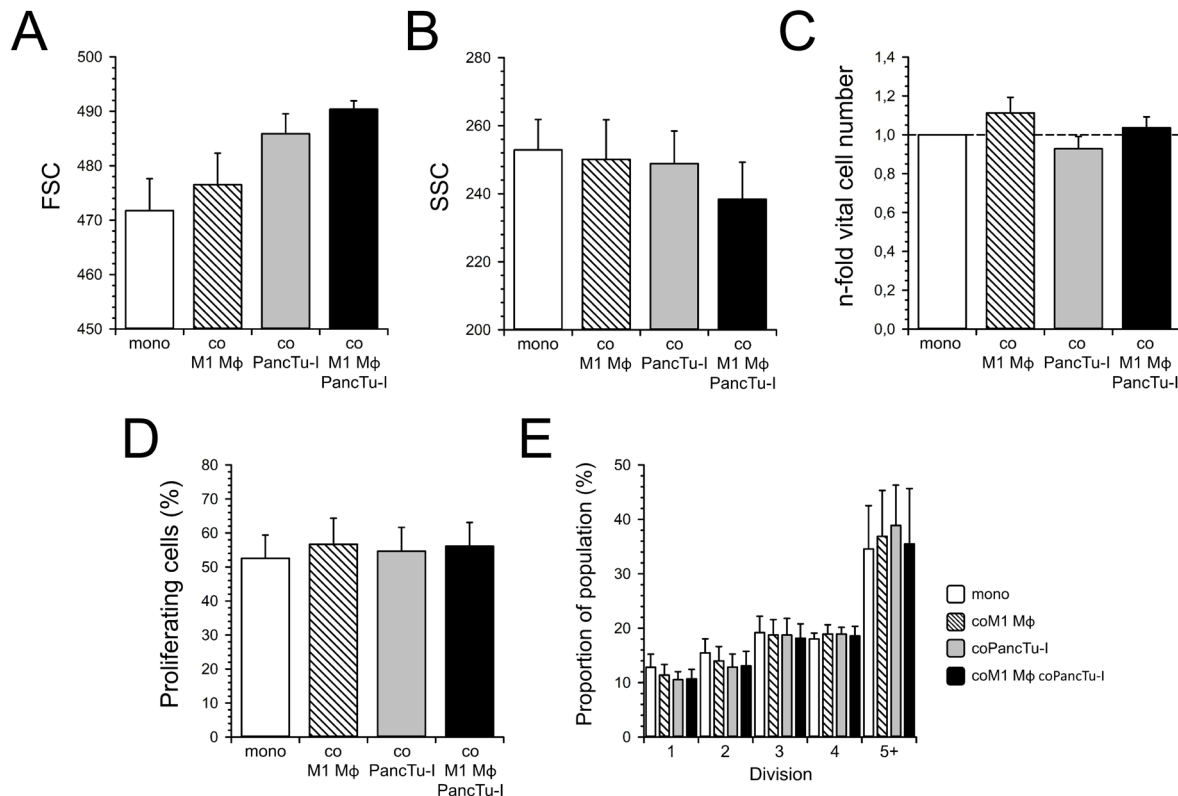 A
500
490
480
470
460
450
FSC
mono
co
M1 Mϕ
co
PancTu-I
co
M1 Mϕ
PancTu-I
B
280
260
240
220
200
SSC
mono
co
M1 Mϕ
co
PancTu-I
co
M1 Mϕ
PancTu-I
C
1,4
1,2
1,0
0,8
0,6
0,4
0,2
0,0
n-fold vital cell number
mono
co
M1 Mϕ
co
PancTu-I
co
M1 Mϕ
PancTu-I
D
80
70
60
50
40
30
20
10
0
Proliferating cells (%)
mono
co
M1 Mϕ
co
PancTu-I
co
M1 Mϕ
PancTu-I
E
50
40
30
20
10
0
Proportion of population (%)
1 2 3 4 5+
Division
mono
coM1 Mϕ
coPancTu-I
coM1 Mϕ coPancTu-I